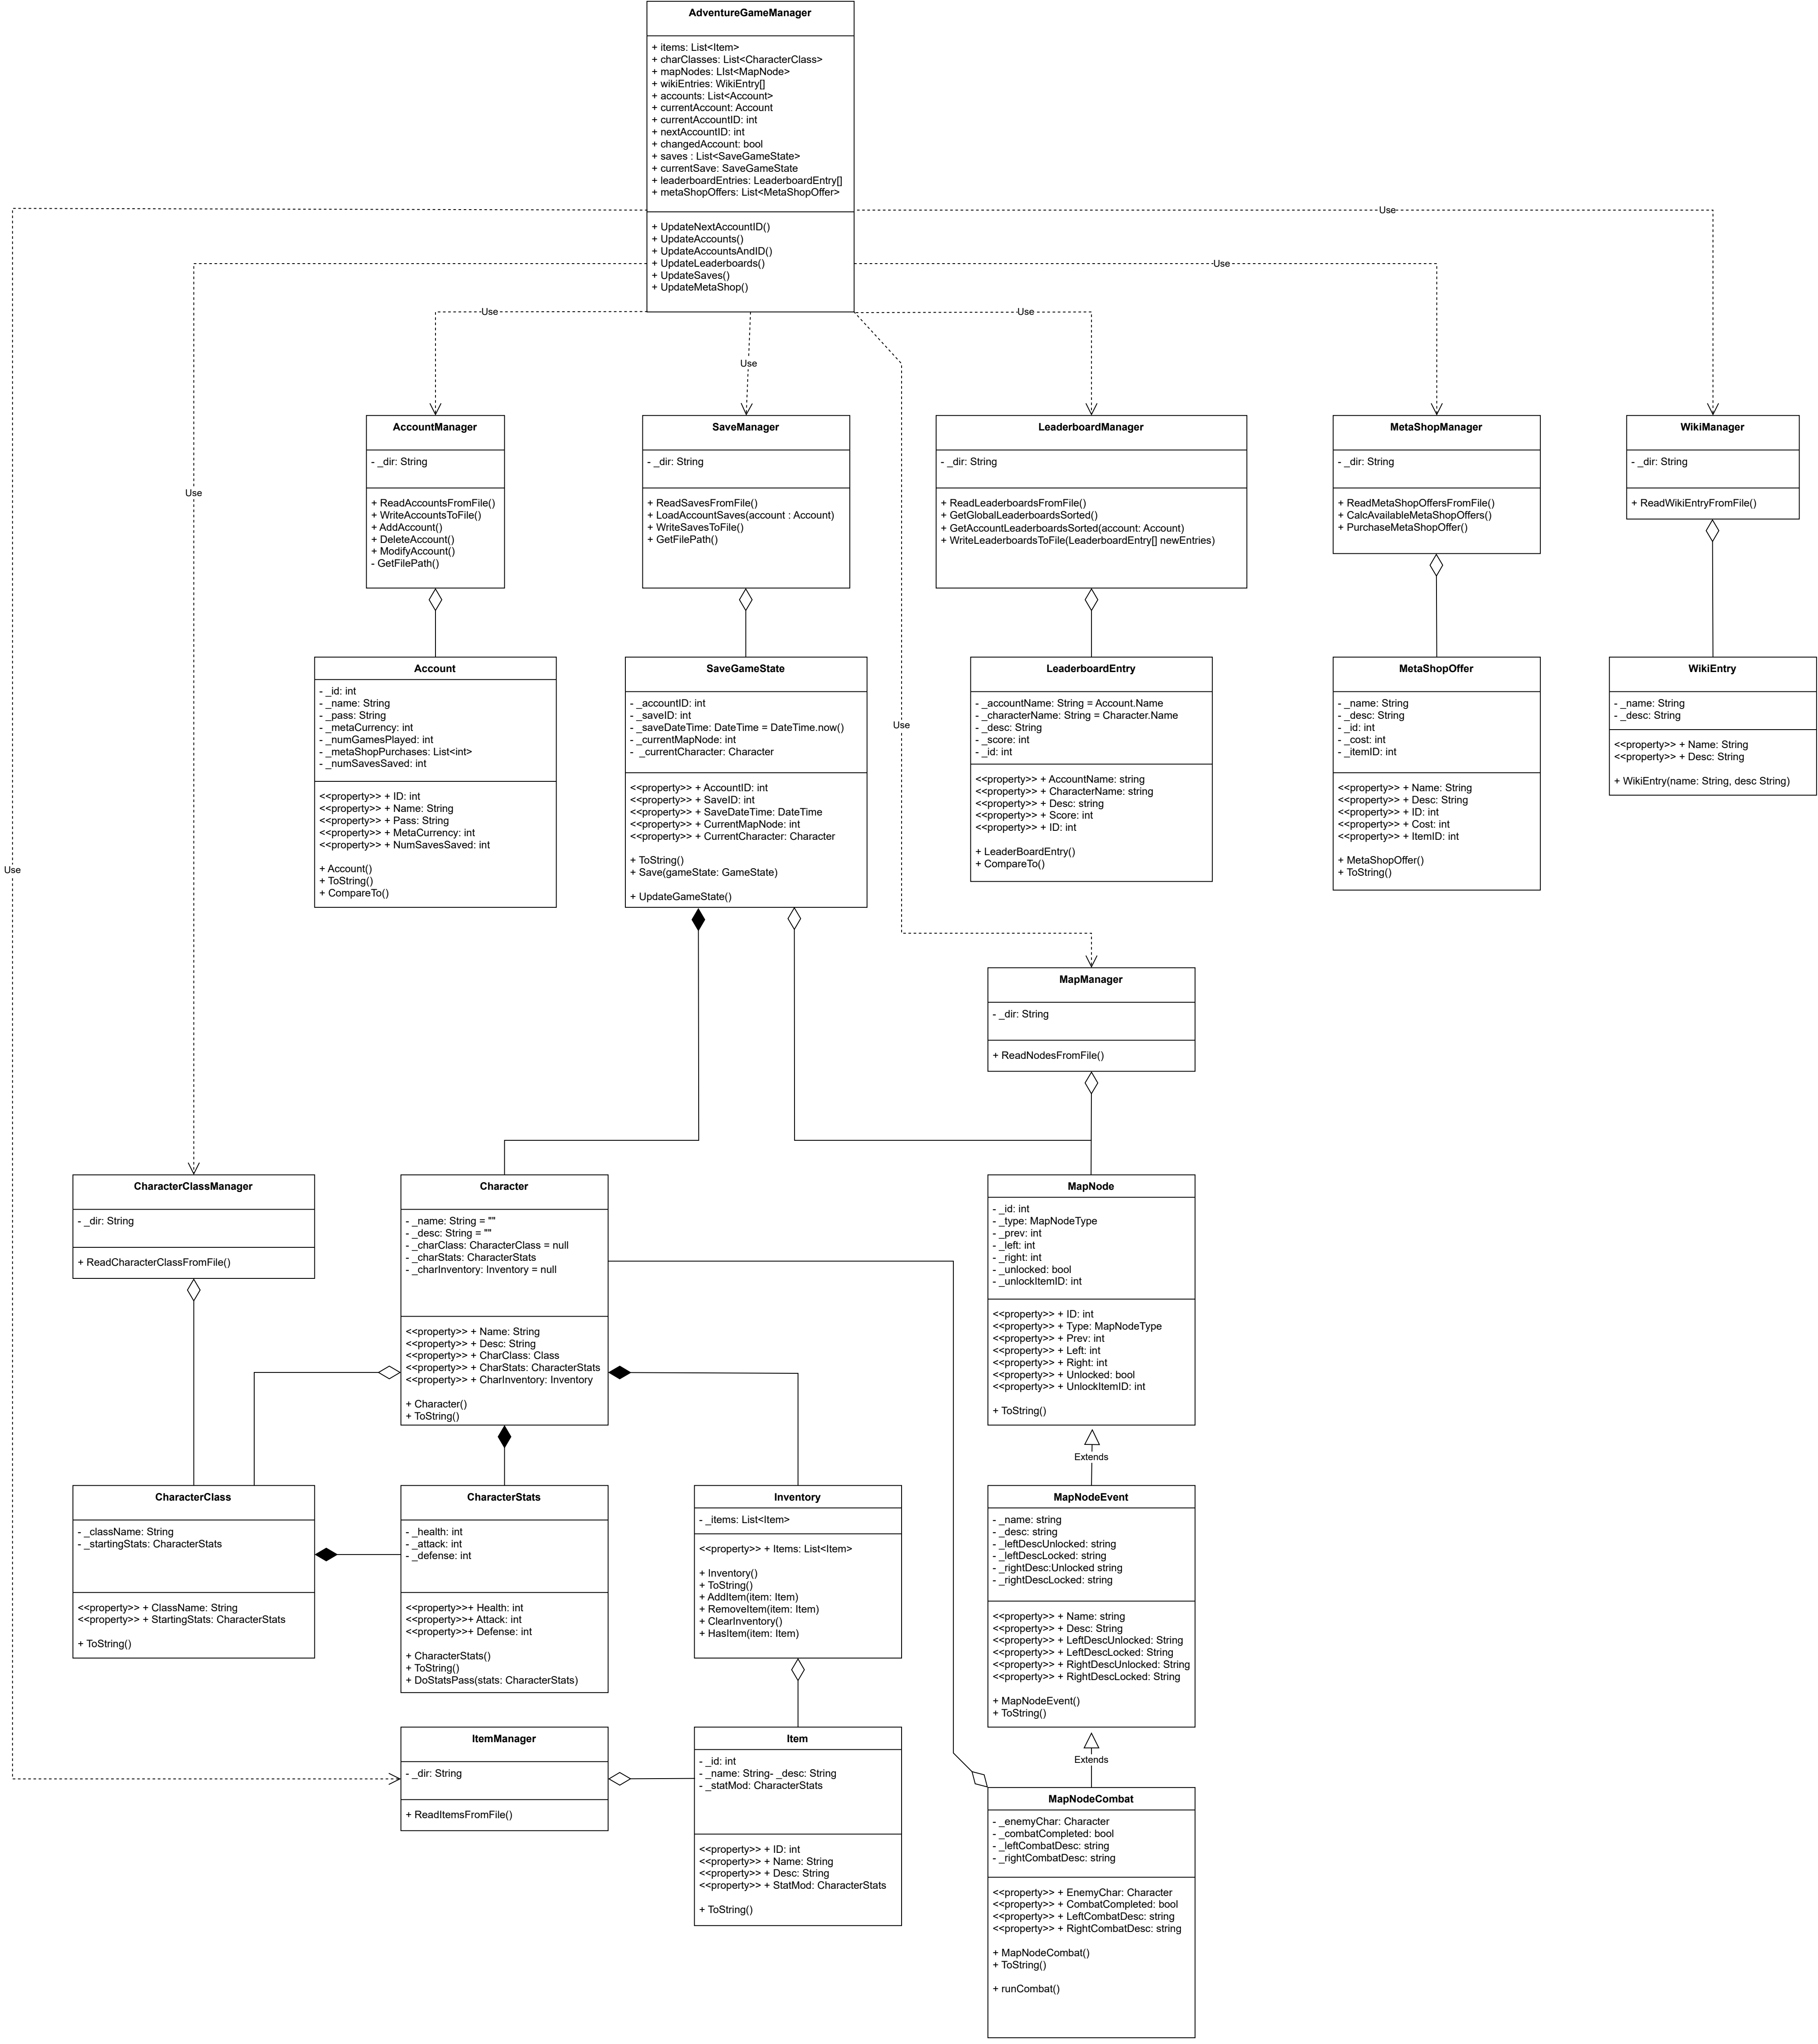 AdventureGameManager
+ items: List<Item>
+ charClasses: List<CharacterClass>
+ mapNodes: LIst<MapNode>
+ wikiEntries: WikiEntry[]
+ accounts: List<Account>
+ currentAccount: Account
+ currentAccountID: int
+ nextAccountID: int
+ changedAccount: bool
+ saves : List<SaveGameState>
+ currentSave: SaveGameState
+ leaderboardEntries: LeaderboardEntry[]
+ metaShopOffers: List<MetaShopOffer>
+ UpdateNextAccountID()
+ UpdateAccounts()
+ UpdateAccountsAndID()
+ UpdateLeaderboards()
+ UpdateSaves()
+ UpdateMetaShop()
Use
Use
Use
Use
Use
Use
Use
Use
AccountManager
- _dir: String
+ ReadAccountsFromFile()
+ WriteAccountsToFile()
+ AddAccount()
+ DeleteAccount()
+ ModifyAccount()
- GetFilePath()
SaveManager
- _dir: String
+ ReadSavesFromFile()
+ LoadAccountSaves(account : Account)
+ WriteSavesToFile()
+ GetFilePath()
LeaderboardManager
- _dir: String
+ ReadLeaderboardsFromFile()
+ GetGlobalLeaderboardsSorted()
+ GetAccountLeaderboardsSorted(account: Account)
+ WriteLeaderboardsToFile(LeaderboardEntry[] newEntries)
MetaShopManager
- _dir: String
+ ReadMetaShopOffersFromFile()
+ CalcAvailableMetaShopOffers()
+ PurchaseMetaShopOffer()
WikiManager
- _dir: String
+ ReadWikiEntryFromFile()
Account
- _id: int
- _name: String
- _pass: String
- _metaCurrency: int
- _numGamesPlayed: int
- _metaShopPurchases: List<int>
- _numSavesSaved: int
<<property>> + ID: int
<<property>> + Name: String
<<property>> + Pass: String
<<property>> + MetaCurrency: int
<<property>> + NumSavesSaved: int
+ Account()
+ ToString()
+ CompareTo()
SaveGameState
- _accountID: int
- _saveID: int
- _saveDateTime: DateTime = DateTime.now()
- _currentMapNode: int
- _currentCharacter: Character
<<property>> + AccountID: int
<<property>> + SaveID: int
<<property>> + SaveDateTime: DateTime
<<property>> + CurrentMapNode: int
<<property>> + CurrentCharacter: Character
+ ToString()
+ Save(gameState: GameState)
+ UpdateGameState()
LeaderboardEntry
- _accountName: String = Account.Name
- _characterName: String = Character.Name
- _desc: String
- _score: int
- _id: int
<<property>> + AccountName: string
<<property>> + CharacterName: string
<<property>> + Desc: string
<<property>> + Score: int
<<property>> + ID: int
+ LeaderBoardEntry()
+ CompareTo()
MetaShopOffer
- _name: String
- _desc: String
- _id: int
- _cost: int
- _itemID: int
<<property>> + Name: String
<<property>> + Desc: String
<<property>> + ID: int
<<property>> + Cost: int
<<property>> + ItemID: int
+ MetaShopOffer()
+ ToString()
WikiEntry
- _name: String
- _desc: String
<<property>> + Name: String
<<property>> + Desc: String
+ WikiEntry(name: String, desc String)
MapManager
- _dir: String
+ ReadNodesFromFile()
CharacterClassManager
- _dir: String
+ ReadCharacterClassFromFile()
Character
- _name: String = ""
- _desc: String = ""
- _charClass: CharacterClass = null
- _charStats: CharacterStats
- _charInventory: Inventory = null
<<property>> + Name: String
<<property>> + Desc: String
<<property>> + CharClass: Class
<<property>> + CharStats: CharacterStats
<<property>> + CharInventory: Inventory
+ Character()
+ ToString()
MapNode
- _id: int
- _type: MapNodeType
- _prev: int
- _left: int
- _right: int
- _unlocked: bool
- _unlockItemID: int
<<property>> + ID: int
<<property>> + Type: MapNodeType
<<property>> + Prev: int
<<property>> + Left: int
<<property>> + Right: int
<<property>> + Unlocked: bool
<<property>> + UnlockItemID: int
+ ToString()
Extends
CharacterClass
- _className: String
- _startingStats: CharacterStats
<<property>> + ClassName: String
<<property>> + StartingStats: CharacterStats
+ ToString()
CharacterStats
- _health: int
- _attack: int
- _defense: int
<<property>>+ Health: int
<<property>>+ Attack: int
<<property>>+ Defense: int
+ CharacterStats()
+ ToString()
+ DoStatsPass(stats: CharacterStats)
Inventory
- _items: List<Item>
<<property>> + Items: List<Item>
+ Inventory()
+ ToString()
+ AddItem(item: Item)
+ RemoveItem(item: Item)
+ ClearInventory()
+ HasItem(item: Item)
MapNodeEvent
- _name: string
- _desc: string
- _leftDescUnlocked: string
- _leftDescLocked: string
- _rightDesc:Unlocked string
- _rightDescLocked: string
<<property>> + Name: string
<<property>> + Desc: String
<<property>> + LeftDescUnlocked: String
<<property>> + LeftDescLocked: String
<<property>> + RightDescUnlocked: String
<<property>> + RightDescLocked: String
+ MapNodeEvent()
+ ToString()
Extends
ItemManager
- _dir: String
+ ReadItemsFromFile()
Item
- _id: int
- _name: String- _desc: String
- _statMod: CharacterStats
<<property>> + ID: int
<<property>> + Name: String
<<property>> + Desc: String
<<property>> + StatMod: CharacterStats
+ ToString()
MapNodeCombat
- _enemyChar: Character
- _combatCompleted: bool
- _leftCombatDesc: string
- _rightCombatDesc: string
<<property>> + EnemyChar: Character
<<property>> + CombatCompleted: bool
<<property>> + LeftCombatDesc: string
<<property>> + RightCombatDesc: string
+ MapNodeCombat()
+ ToString()
+ runCombat()